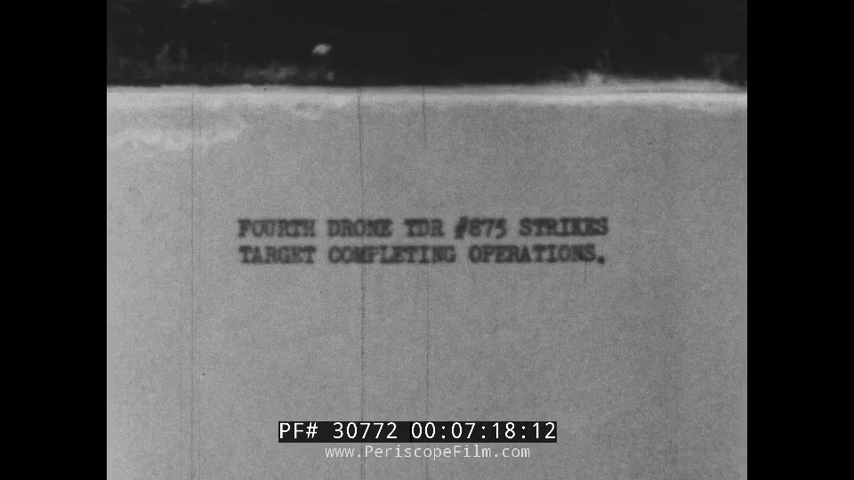 FOURTH DRONE TDR #875 STRIKES
TARGET COMPLETING OPERATIONS.
PF# 30772 00:07:18:12
www.PeriscopeFilm.com